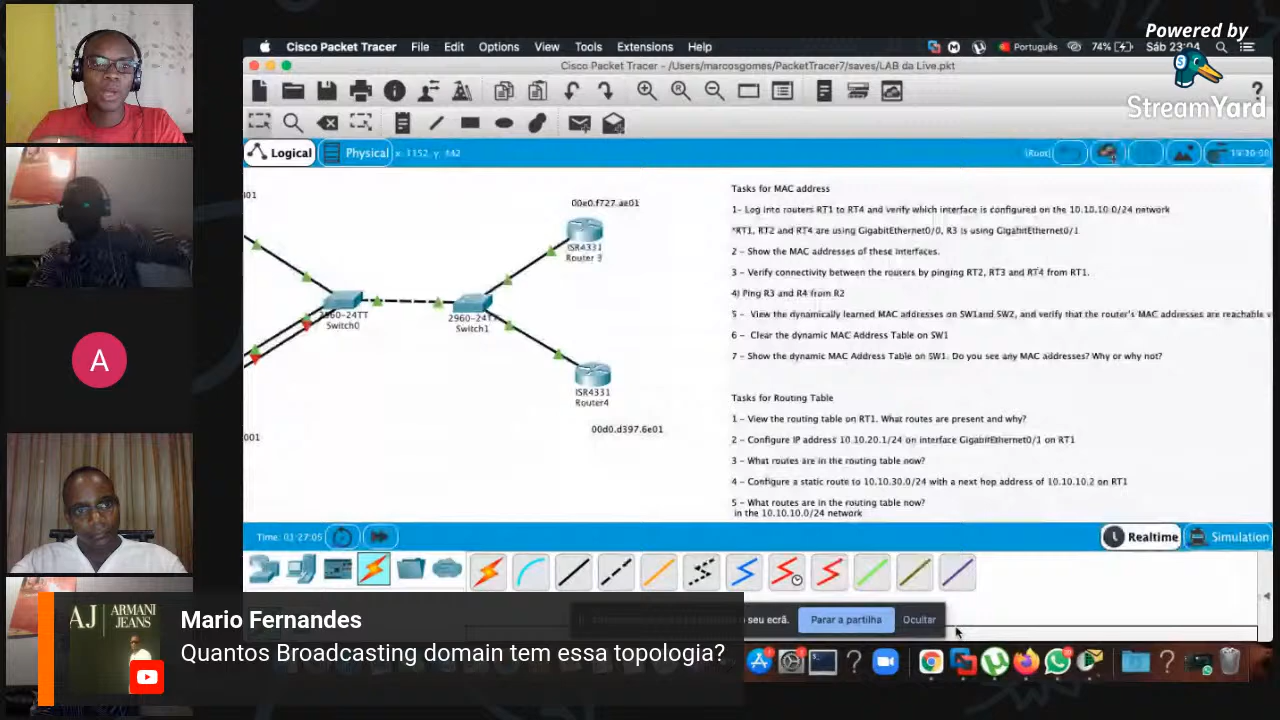 Powered by
StreamYard
Cisco Packet Tracer File Edit Options View Tools Extensions Help
Português 74% Sáb 23:04
Cisco Packet Tracer - /Users/marcosgomes/PacketTracer7/saves/LAB da Live.pkt
Logical Physical x: 1152, y: 442
[Root]
01
00e0.f727.ae01
ISR4331
Router 3
2960-24TT
Switch0
2960-24TT
Switch1
ISR4331
Router4
001
00d0.d397.6e01
Tasks for MAC address
1- Log into routers RT1 to RT4 and verify which interface is configured on the 10.10.10.0/24 network
*RT1, RT2 and RT4 are using GigabitEthernet0/0, R3 is using GigabitEthernet0/1
2 - Show the MAC addresses of these interfaces.
3 - Verify connectivity between the routers by pinging RT2, RT3 and RT4 from RT1.
4) Ping R3 and R4 from R2
5 - View the dynamically learned MAC addresses on SW1and SW2, and verify that the router's MAC addresses are reachable
6 - Clear the dynamic MAC Address Table on SW1
7 - Show the dynamic MAC Address Table on SW1. Do you see any MAC addresses? Why or why not?
Tasks for Routing Table
1 - View the routing table on RT1. What routes are present and why?
2 - Configure IP address 10.10.20.1/24 on interface GigabitEthernet0/1 on RT1
3 - What routes are in the routing table now?
4 - Configure a static route to 10.10.30.0/24 with a next hop address of 10.10.10.2 on RT1
5 - What routes are in the routing table now?
in the 10.10.10.0/24 network
Time: 03:27:05
Realtime Simulation
A
seu ecrã. Parar a partilha Ocultar
AJ ARMANI
JEANS
Mario Fernandes
Quantos Broadcasting domain tem essa topologia?